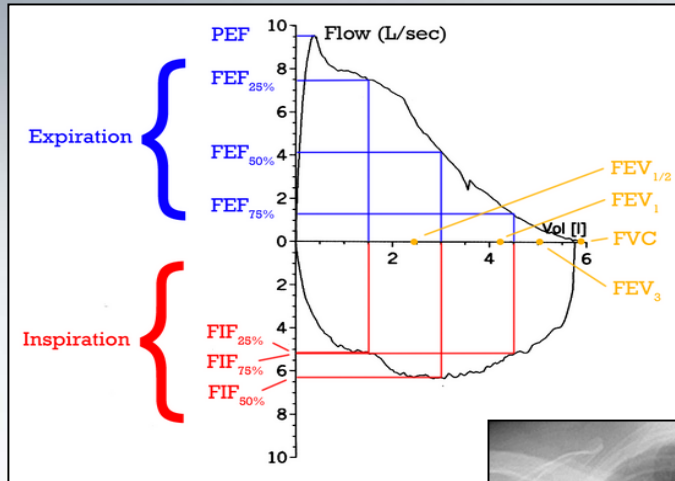 10
PEF
Flow (L/sec)
8
FEF25%
6
Expiration
4
FEF50%
FEV1/2
2
FEV1
FEF75%
Vol [l]
0
2
4
6
FVC
2
FEV3
Inspiration
4
FIF25%
FIF75%
6
FIF50%
8
10